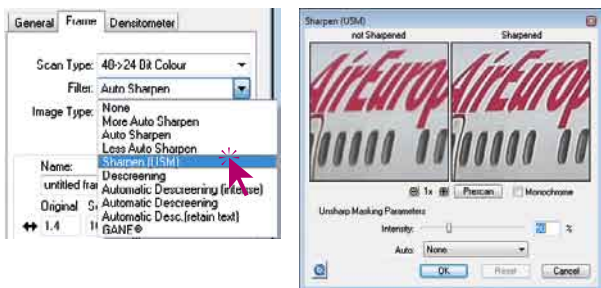 General Frame Densitometer
Scan Type: 48->24 Bit Colour
Filter: Auto Sharpen
Image Type:
None
More Auto Sharpen
Auto Sharpen
Less Auto Sharpen
Sharpen (USM)
Descreening
Automatic Descreening (intense)
Automatic Descreening
Automatic Desc.(retain text)
GANE®
Name:
untitled fra
Original
1.4
Sharpen (USM)
not Sharpened Sharpened
AirEurop AirEurop
1x Prescan Monochrome
Unsharp Masking Parameters
Intensity: %
Auto: None
OK Reset Cancel